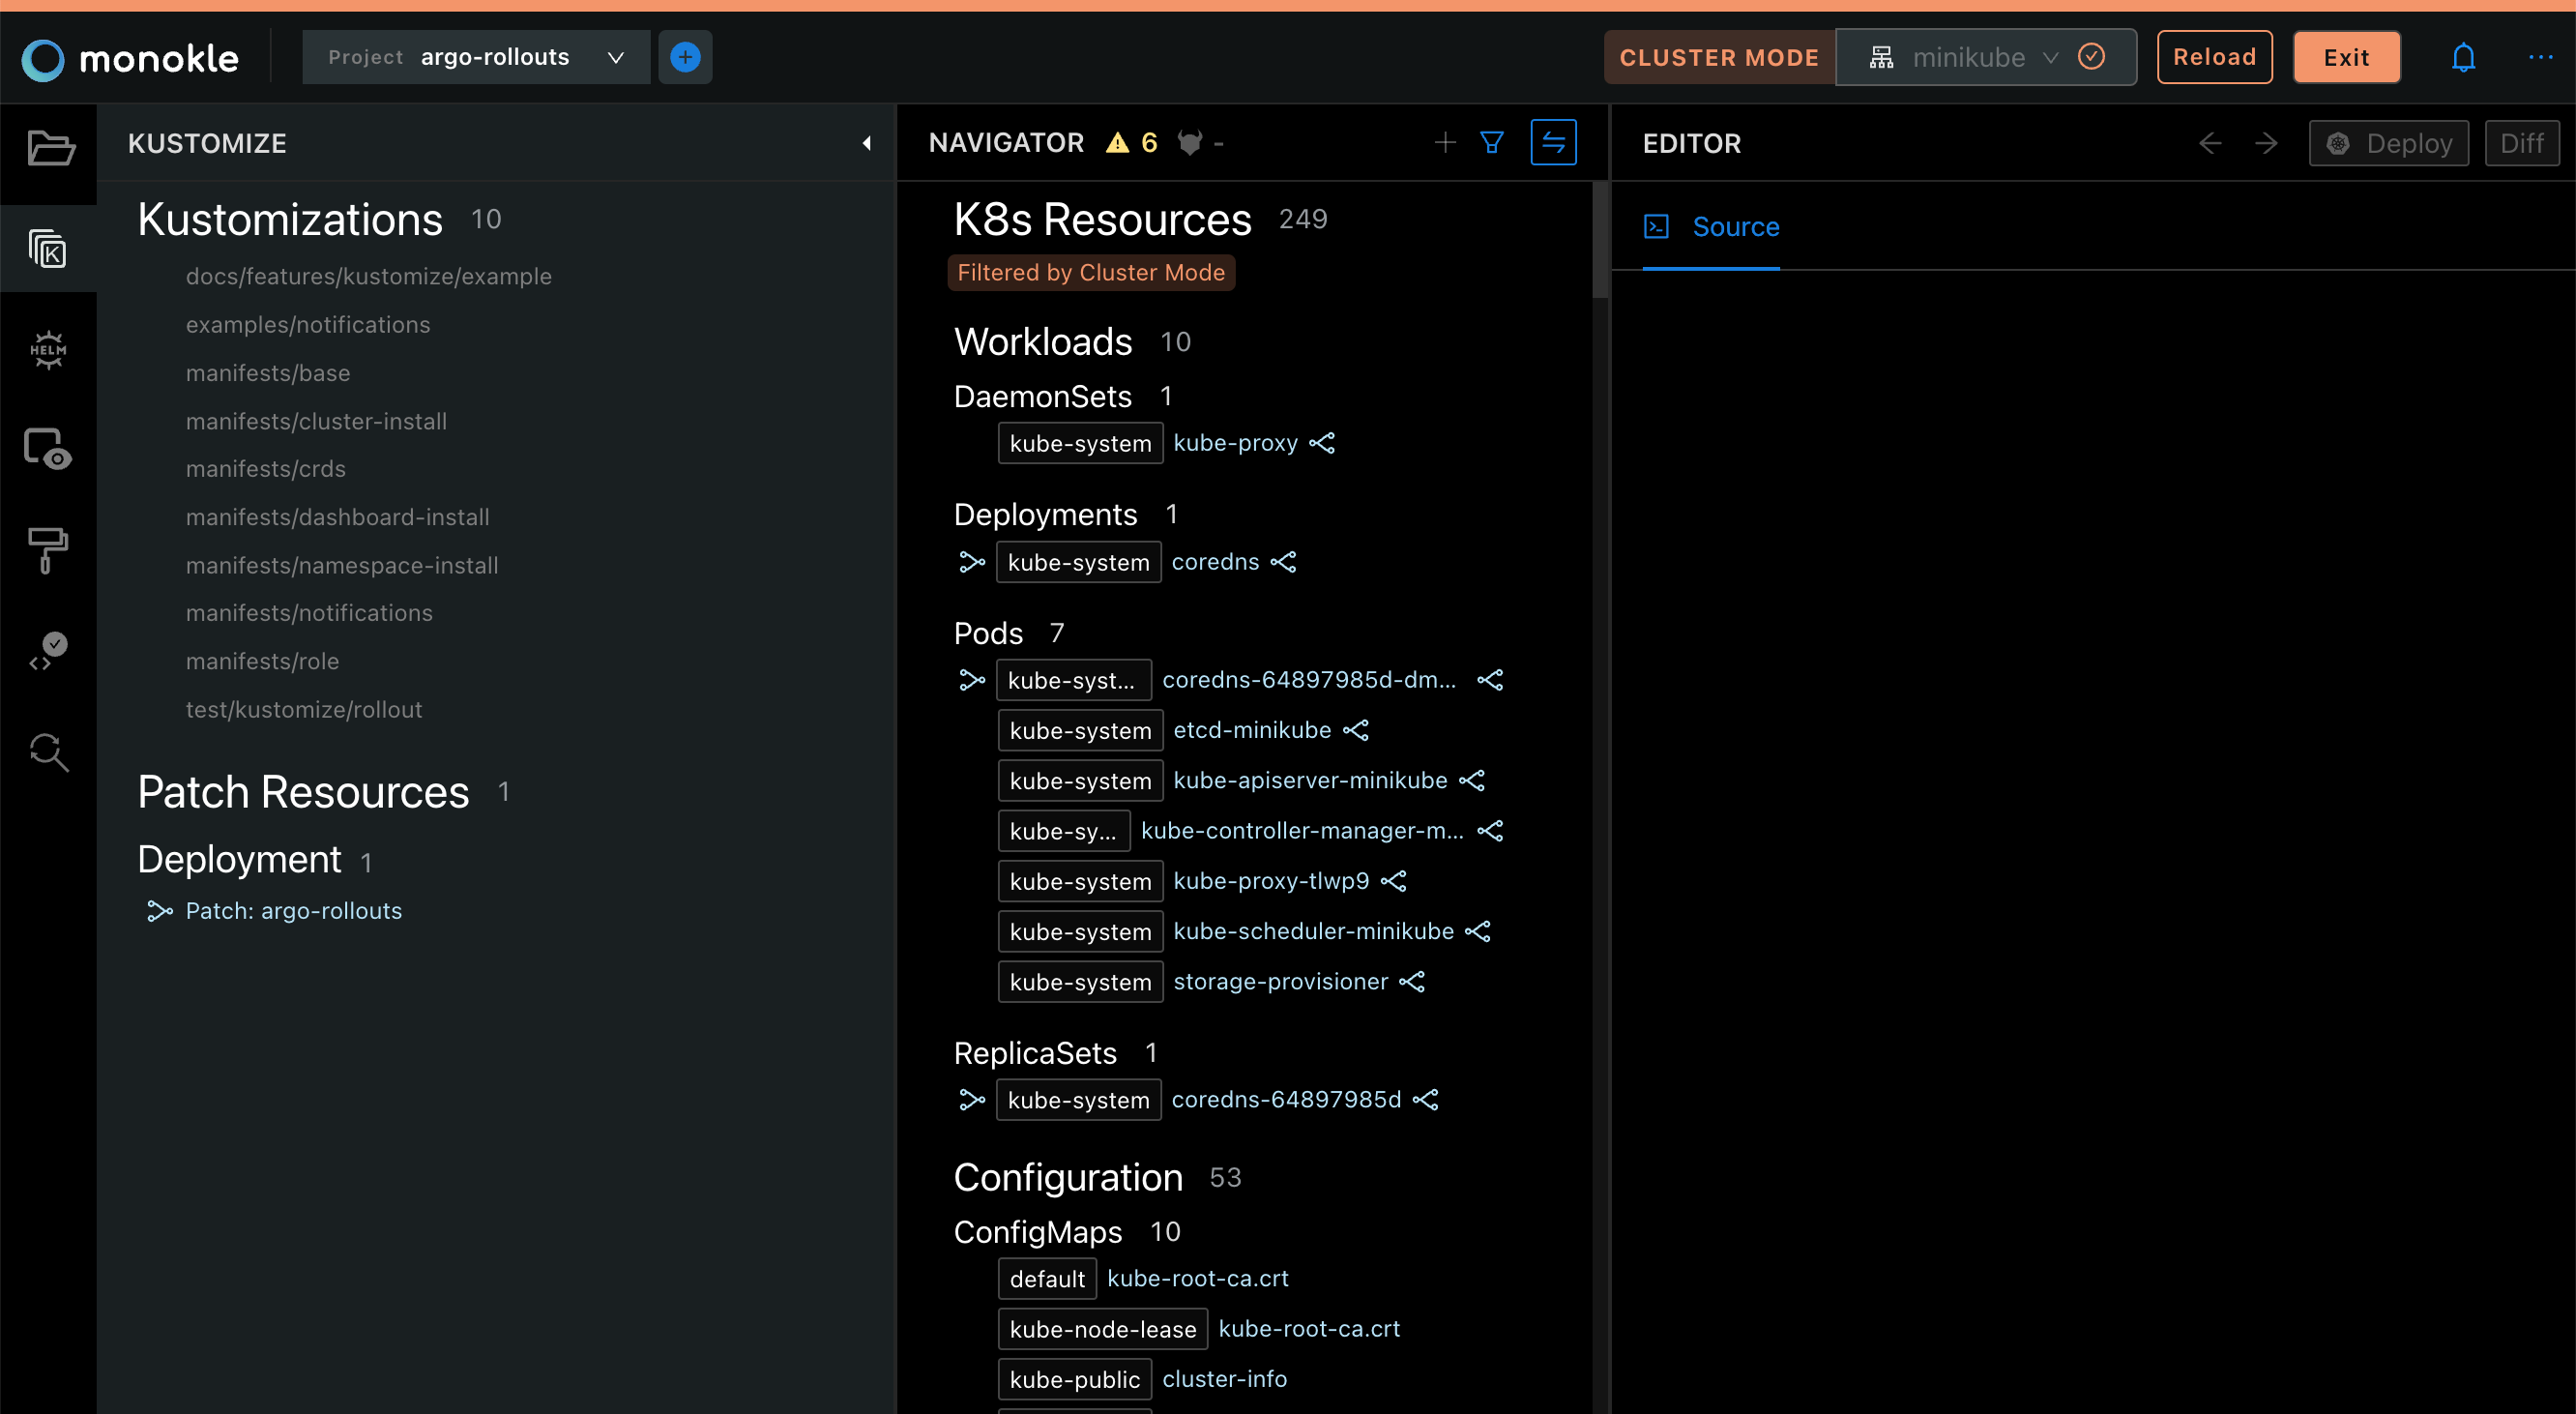 monokle
Project argo-rollouts
CLUSTER MODE
minikube
Reload
Exit
KUSTOMIZE
Kustomizations 10
docs/features/kustomize/example
examples/notifications
manifests/base
manifests/cluster-install
manifests/crds
manifests/dashboard-install
manifests/namespace-install
manifests/notifications
manifests/role
test/kustomize/rollout
Patch Resources 1
Deployment 1
Patch: argo-rollouts
HELM
K
NAVIGATOR 6 -
K8s Resources 249
Filtered by Cluster Mode
Workloads 10
DaemonSets 1
kube-system kube-proxy
Deployments 1
kube-system coredns
Pods 7
kube-syst... coredns-64897985d-dm...
kube-system etcd-minikube
kube-system kube-apiserver-minikube
kube-sy... kube-controller-manager-m...
kube-system kube-proxy-tlwp9
kube-system kube-scheduler-minikube
kube-system storage-provisioner
ReplicaSets 1
kube-system coredns-64897985d
Configuration 53
ConfigMaps 10
default kube-root-ca.crt
kube-node-lease kube-root-ca.crt
kube-public cluster-info
EDITOR
Deploy
Diff
Source